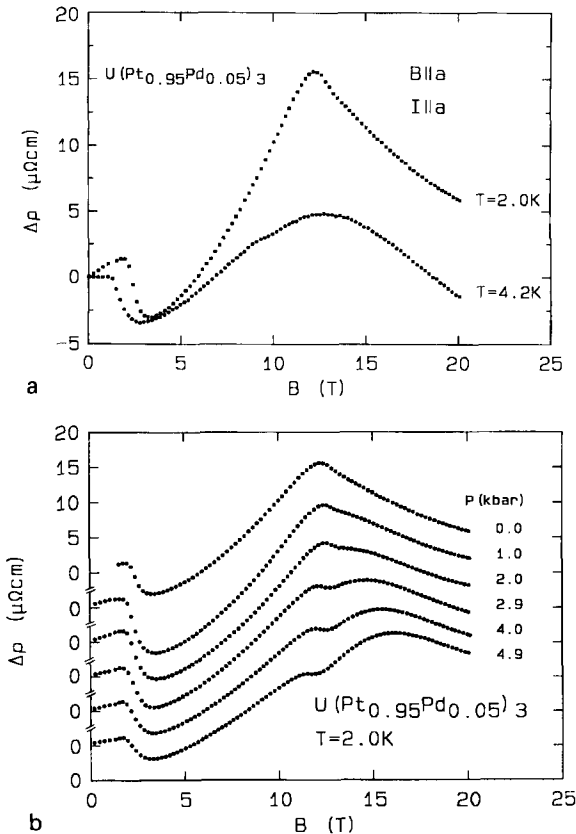 20
15
10
5
0
−5
Δρ (μΩcm)
U(Pt0.95Pd0.05)3
B∥a
I∥a
T=2.0K
T=4.2K
0 5 10 15 20 25
B (T)
a
20
15
10
5
0
0
0
0
0
0
0
Δρ (μΩcm)
P(kbar)
0.0
1.0
2.0
2.9
4.0
4.9
U(Pt0.95Pd0.05)3
T=2.0K
0 5 10 15 20 25
B (T)
b